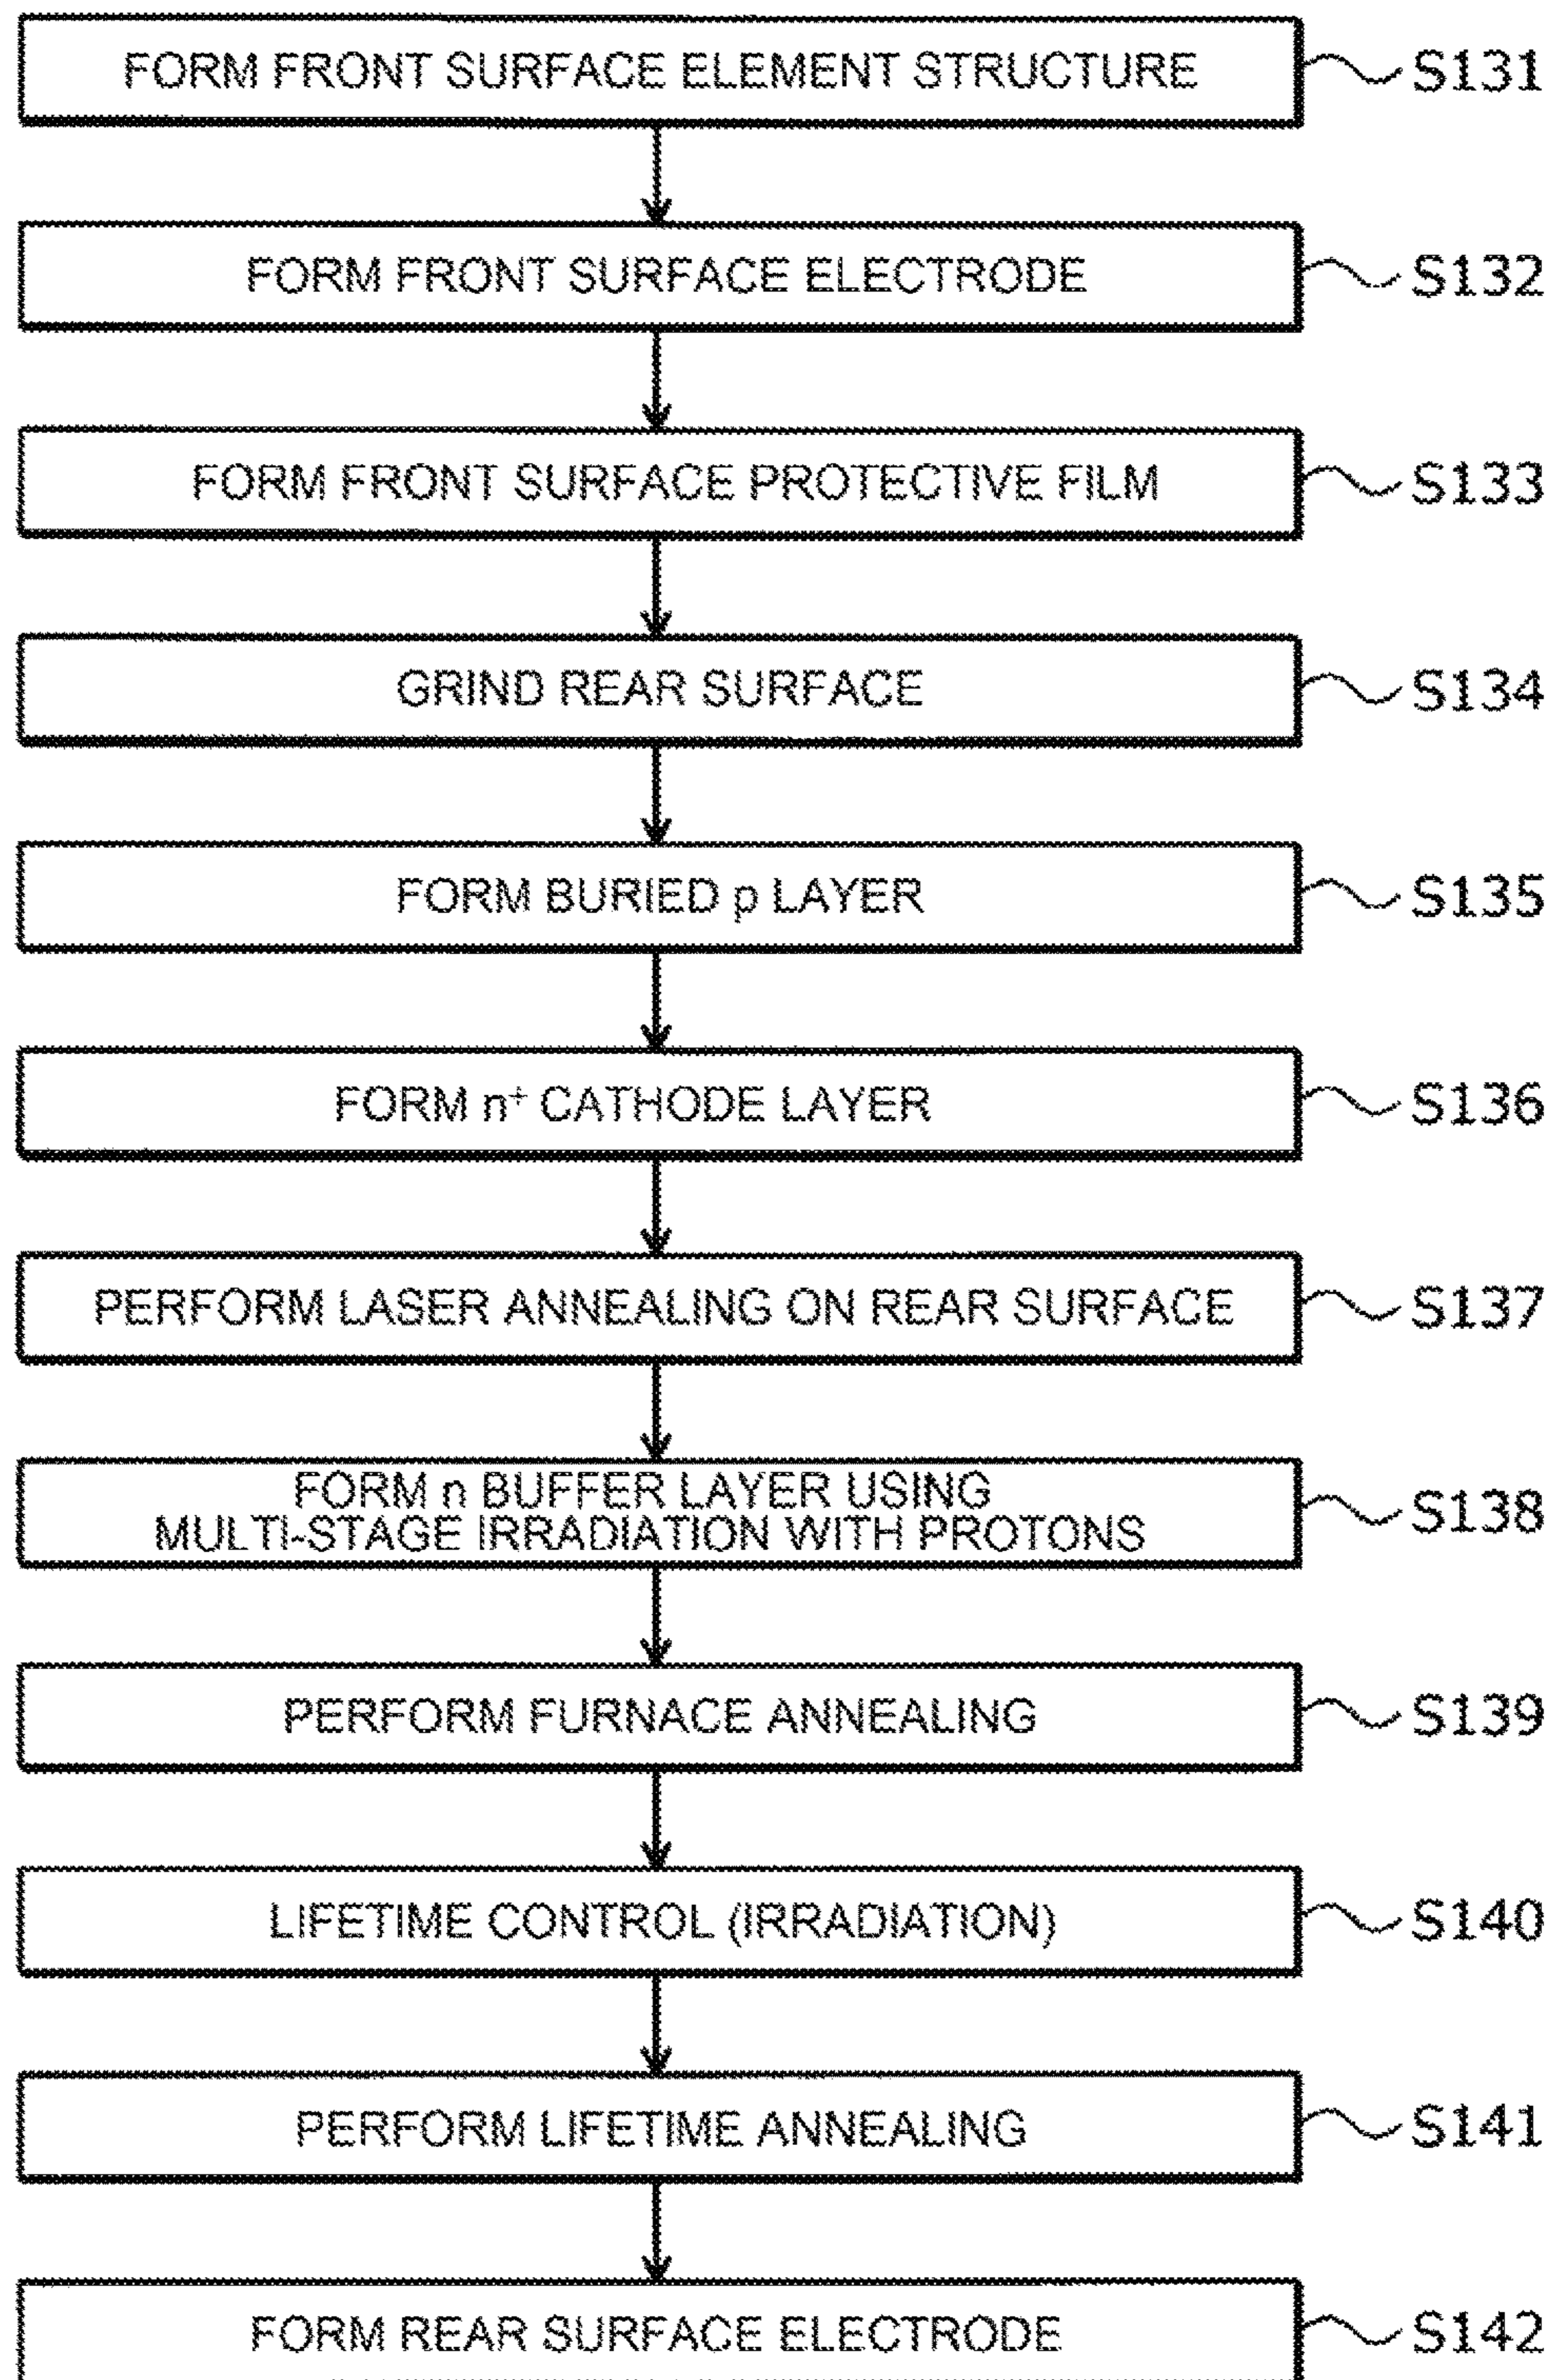 FORM FRONT SURFACE ELEMENT STRUCTURE S131
FORM FRONT SURFACE ELECTRODE S132
FORM FRONT SURFACE PROTECTIVE FILM S133
GRIND REAR SURFACE S134
FORM BURIED p LAYER S135
FORM n⁺ CATHODE LAYER S136
PERFORM LASER ANNEALING ON REAR SURFACE S137
FORM n BUFFER LAYER USING
MULTI-STAGE IRRADIATION WITH PROTONS S138
PERFORM FURNACE ANNEALING S139
LIFETIME CONTROL (IRRADIATION) S140
PERFORM LIFETIME ANNEALING S141
FORM REAR SURFACE ELECTRODE S142